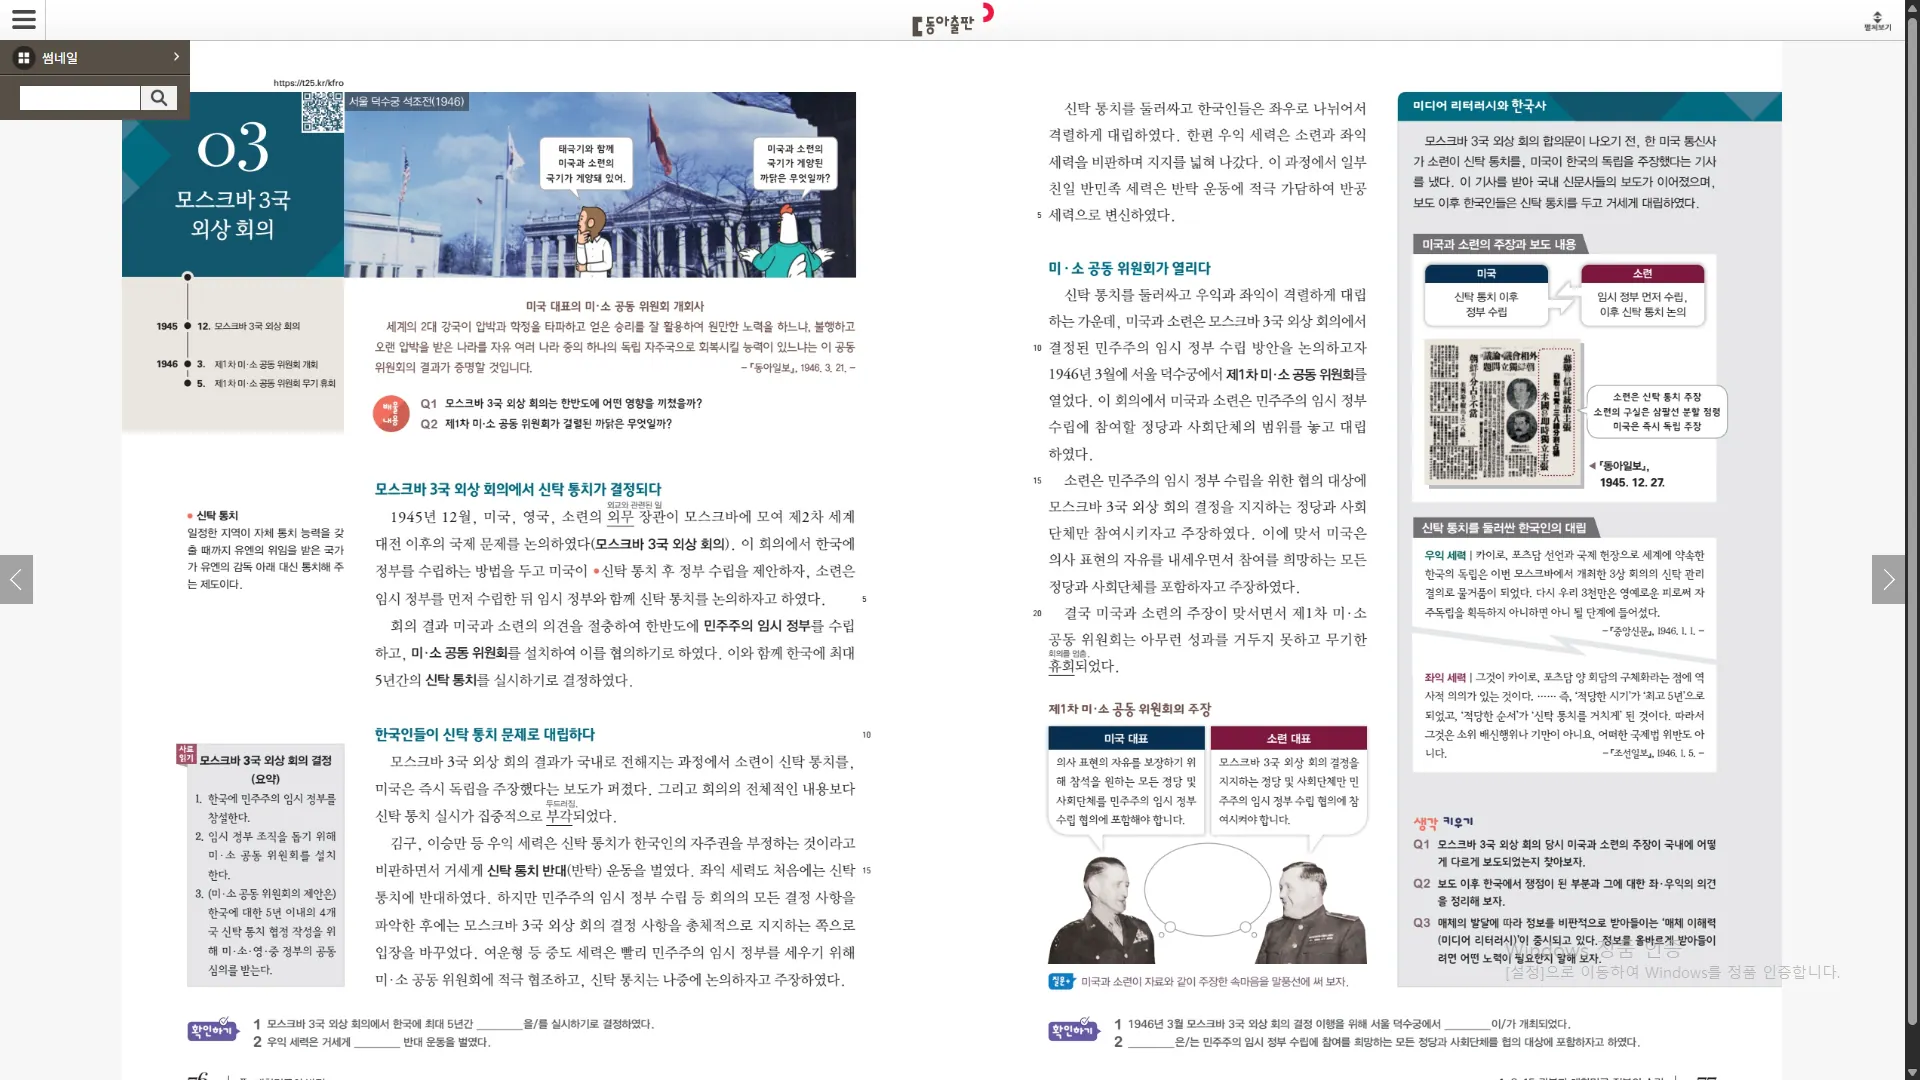 동아출판
펼쳐보기
썸네일
https://t25.kr/kfro
03
모스크바 3국
외상 회의
서울 덕수궁 석조전(1946)
태극기와 함께
미국과 소련의
국기가 게양돼 있어.
미국과 소련의
국기가 게양된
까닭은 무엇일까?
1945 12. 모스크바 3국 외상 회의
1946 3. 제1차 미·소 공동 위원회 개회
5. 제1차 미·소 공동 위원회 무기 휴회
미국 대표의 미·소 공동 위원회 개회사
세계의 2대 강국이 압박과 학정을 타파하고 얻은 승리를 잘 활용하여 원만한 노력을 하느냐, 불행하고
오랜 압박을 받은 나라를 자유 여러 나라 중의 하나의 독립 자주국으로 회복시킬 능력이 있느냐는 이 공동
위원회의 결과가 증명할 것입니다. – 『동아일보』, 1946. 3. 21. –
배울 내용
Q1 모스크바 3국 외상 회의는 한반도에 어떤 영향을 끼쳤을까?
Q2 제1차 미·소 공동 위원회가 결렬된 까닭은 무엇일까?
모스크바 3국 외상 회의에서 신탁 통치가 결정되다
외교와 관련된 일
1945년 12월, 미국, 영국, 소련의 외무 장관이 모스크바에 모여 제2차 세계
대전 이후의 국제 문제를 논의하였다(모스크바 3국 외상 회의). 이 회의에서 한국에
정부를 수립하는 방법을 두고 미국이 •신탁 통치 후 정부 수립을 제안하자, 소련은
임시 정부를 먼저 수립한 뒤 임시 정부와 함께 신탁 통치를 논의하자고 하였다. 5
회의 결과 미국과 소련의 의견을 절충하여 한반도에 민주주의 임시 정부를 수립
하고, 미·소 공동 위원회를 설치하여 이를 협의하기로 하였다. 이와 함께 한국에 최대
5년간의 신탁 통치를 실시하기로 결정하였다.
• 신탁 통치
일정한 지역이 자체 통치 능력을 갖
출 때까지 유엔의 위임을 받은 국가
가 유엔의 감독 아래 대신 통치해 주
는 제도이다.
한국인들이 신탁 통치 문제로 대립하다 10
모스크바 3국 외상 회의 결과가 국내로 전해지는 과정에서 소련이 신탁 통치를,
미국은 즉시 독립을 주장했다는 보도가 퍼졌다. 그리고 회의의 전체적인 내용보다
두드러짐.
신탁 통치 실시가 집중적으로 부각되었다.
김구, 이승만 등 우익 세력은 신탁 통치가 한국인의 자주권을 부정하는 것이라고
비판하면서 거세게 신탁 통치 반대(반탁) 운동을 벌였다. 좌익 세력도 처음에는 신탁 15
통치에 반대하였다. 하지만 민주주의 임시 정부 수립 등 회의의 모든 결정 사항을
파악한 후에는 모스크바 3국 외상 회의 결정 사항을 총체적으로 지지하는 쪽으로
입장을 바꾸었다. 여운형 등 중도 세력은 빨리 민주주의 임시 정부를 세우기 위해
미·소 공동 위원회에 적극 협조하고, 신탁 통치는 나중에 논의하자고 주장하였다.
사료 읽기
모스크바 3국 외상 회의 결정
(요약)
1. 한국에 민주주의 임시 정부를
창설한다.
2. 임시 정부 조직을 돕기 위해
미·소 공동 위원회를 설치
한다.
3. (미·소 공동 위원회의 제안은)
한국에 대한 5년 이내의 4개
국 신탁 통치 협정 작성을 위
해 미·소·영·중 정부의 공동
심의를 받는다.
확인하기
1 모스크바 3국 외상 회의에서 한국에 최대 5년간 ________을/를 실시하기로 결정하였다.
2 우익 세력은 거세게 ________ 반대 운동을 벌였다.
신탁 통치를 둘러싸고 한국인들은 좌우로 나뉘어서
격렬하게 대립하였다. 한편 우익 세력은 소련과 좌익
세력을 비판하며 지지를 넓혀 나갔다. 이 과정에서 일부
친일 반민족 세력은 반탁 운동에 적극 가담하여 반공
5 세력으로 변신하였다.
미·소 공동 위원회가 열리다
신탁 통치를 둘러싸고 우익과 좌익이 격렬하게 대립
하는 가운데, 미국과 소련은 모스크바 3국 외상 회의에서
10 결정된 민주주의 임시 정부 수립 방안을 논의하고자
1946년 3월에 서울 덕수궁에서 제1차 미·소 공동 위원회를
열었다. 이 회의에서 미국과 소련은 민주주의 임시 정부
수립에 참여할 정당과 사회단체의 범위를 놓고 대립
하였다.
15 소련은 민주주의 임시 정부 수립을 위한 협의 대상에
모스크바 3국 외상 회의 결정을 지지하는 정당과 사회
단체만 참여시키자고 주장하였다. 이에 맞서 미국은
의사 표현의 자유를 내세우면서 참여를 희망하는 모든
정당과 사회단체를 포함하자고 주장하였다.
20 결국 미국과 소련의 주장이 맞서면서 제1차 미·소
공동 위원회는 아무런 성과를 거두지 못하고 무기한
회의를 멈춤.
휴회되었다.
제1차 미·소 공동 위원회의 주장
미국 대표
의사 표현의 자유를 보장하기 위
해 참석을 원하는 모든 정당 및
사회단체를 민주주의 임시 정부
수립 협의에 포함해야 합니다.
소련 대표
모스크바 3국 외상 회의 결정을
지지하는 정당 및 사회단체만 민
주주의 임시 정부 수립 협의에 참
여시켜야 합니다.
질문+ 미국과 소련이 자료와 같이 주장한 속마음을 말풍선에 써 보자.
확인하기
1 1946년 3월 모스크바 3국 외상 회의 결정 이행을 위해 서울 덕수궁에서 ________이/가 개최되었다.
2 ________은/는 민주주의 임시 정부 수립에 참여를 희망하는 모든 정당과 사회단체를 협의 대상에 포함하자고 하였다.
미디어 리터러시와 한국사
모스크바 3국 외상 회의 합의문이 나오기 전, 한 미국 통신사
가 소련이 신탁 통치를, 미국이 한국의 독립을 주장했다는 기사
를 냈다. 이 기사를 받아 국내 신문사들의 보도가 이어졌으며,
보도 이후 한국인들은 신탁 통치를 두고 거세게 대립하였다.
미국과 소련의 주장과 보도 내용
미국
신탁 통치 이후
정부 수립
소련
임시 정부 먼저 수립,
이후 신탁 통치 논의
소련은 신탁 통치 주장
소련의 구실은 삼팔선 분할 점령
미국은 즉시 독립 주장
◀『동아일보』,
1945. 12. 27.
신탁 통치를 둘러싼 한국인의 대립
우익 세력 | 카이로, 포츠담 선언과 국제 헌장으로 세계에 약속한
한국의 독립은 이번 모스크바에서 개최한 3상 회의의 신탁 관리
결의로 물거품이 되었다. 다시 우리 3천만은 영예로운 피로써 자
주독립을 획득하지 아니하면 아니 될 단계에 들어섰다.
– 『중앙신문』, 1946. 1. 1. –
좌익 세력 | 그것이 카이로, 포츠담 양 회담의 구체화라는 점에 역
사적 의의가 있는 것이다. …… 즉, ‘적당한 시기’가 ‘최고 5년’으로
되었고, ‘적당한 순서’가 ‘신탁 통치를 거치게’ 된 것이다. 따라서
그것은 소위 배신행위나 기만이 아니요, 어떠한 국제법 위반도 아
니다. – 『조선일보』, 1946. 1. 5. –
생각 키우기
Q1 모스크바 3국 외상 회의 당시 미국과 소련의 주장이 국내에 어떻
게 다르게 보도되었는지 찾아보자.
Q2 보도 이후 한국에서 쟁점이 된 부분과 그에 대한 좌·우익의 의견
을 정리해 보자.
Q3 매체의 발달에 따라 정보를 비판적으로 받아들이는 ‘매체 이해력
(미디어 리터러시)’이 중시되고 있다. 정보를 올바르게 받아들이
려면 어떤 노력이 필요한지 말해 보자.
Windows 정품 인증
[설정]으로 이동하여 Windows를 정품 인증합니다.